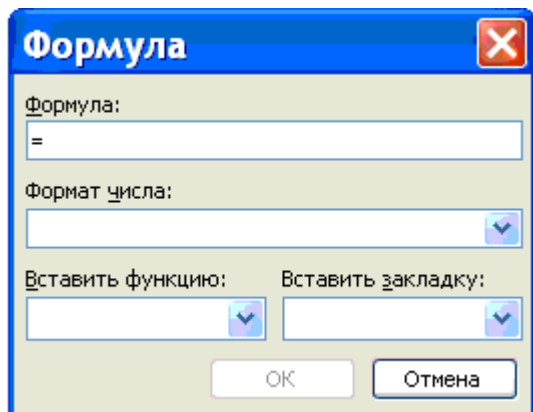 Формула
Формула:
=
Формат числа:
Вставить функцию: Вставить закладку:
ОК Отмена